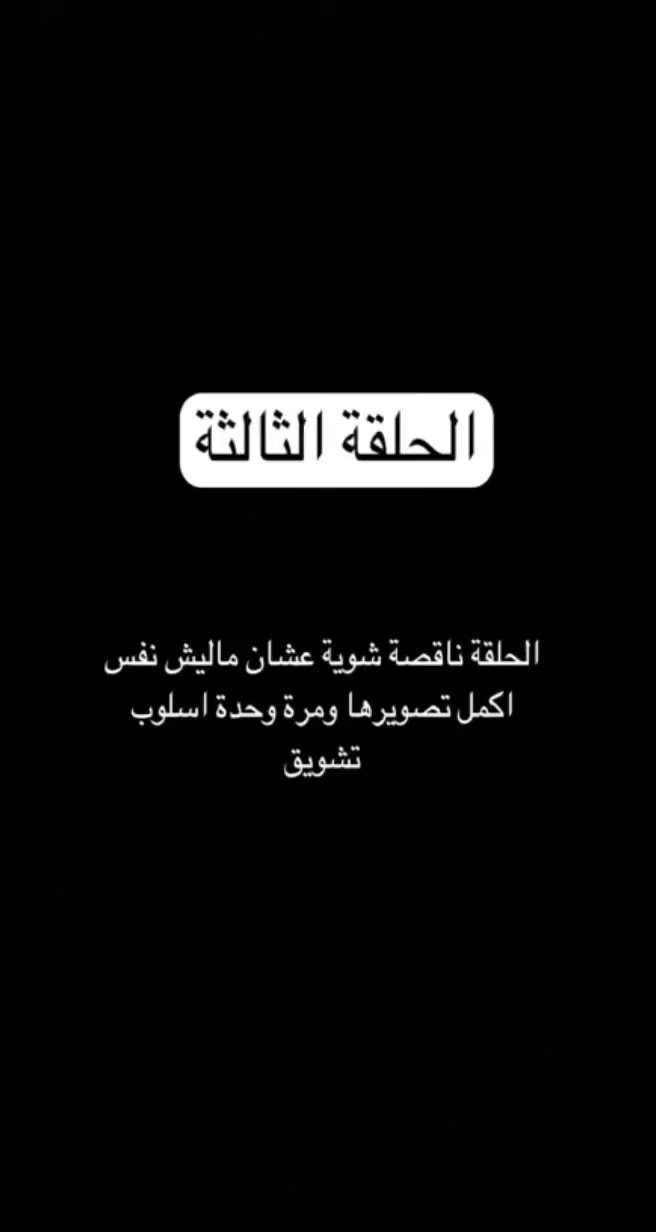 الحلقة الثالثة
الحلقة ناقصة شوية عشان ماليش نفس
اكمل تصويرها ومرة وحدة اسلوب
تشويق